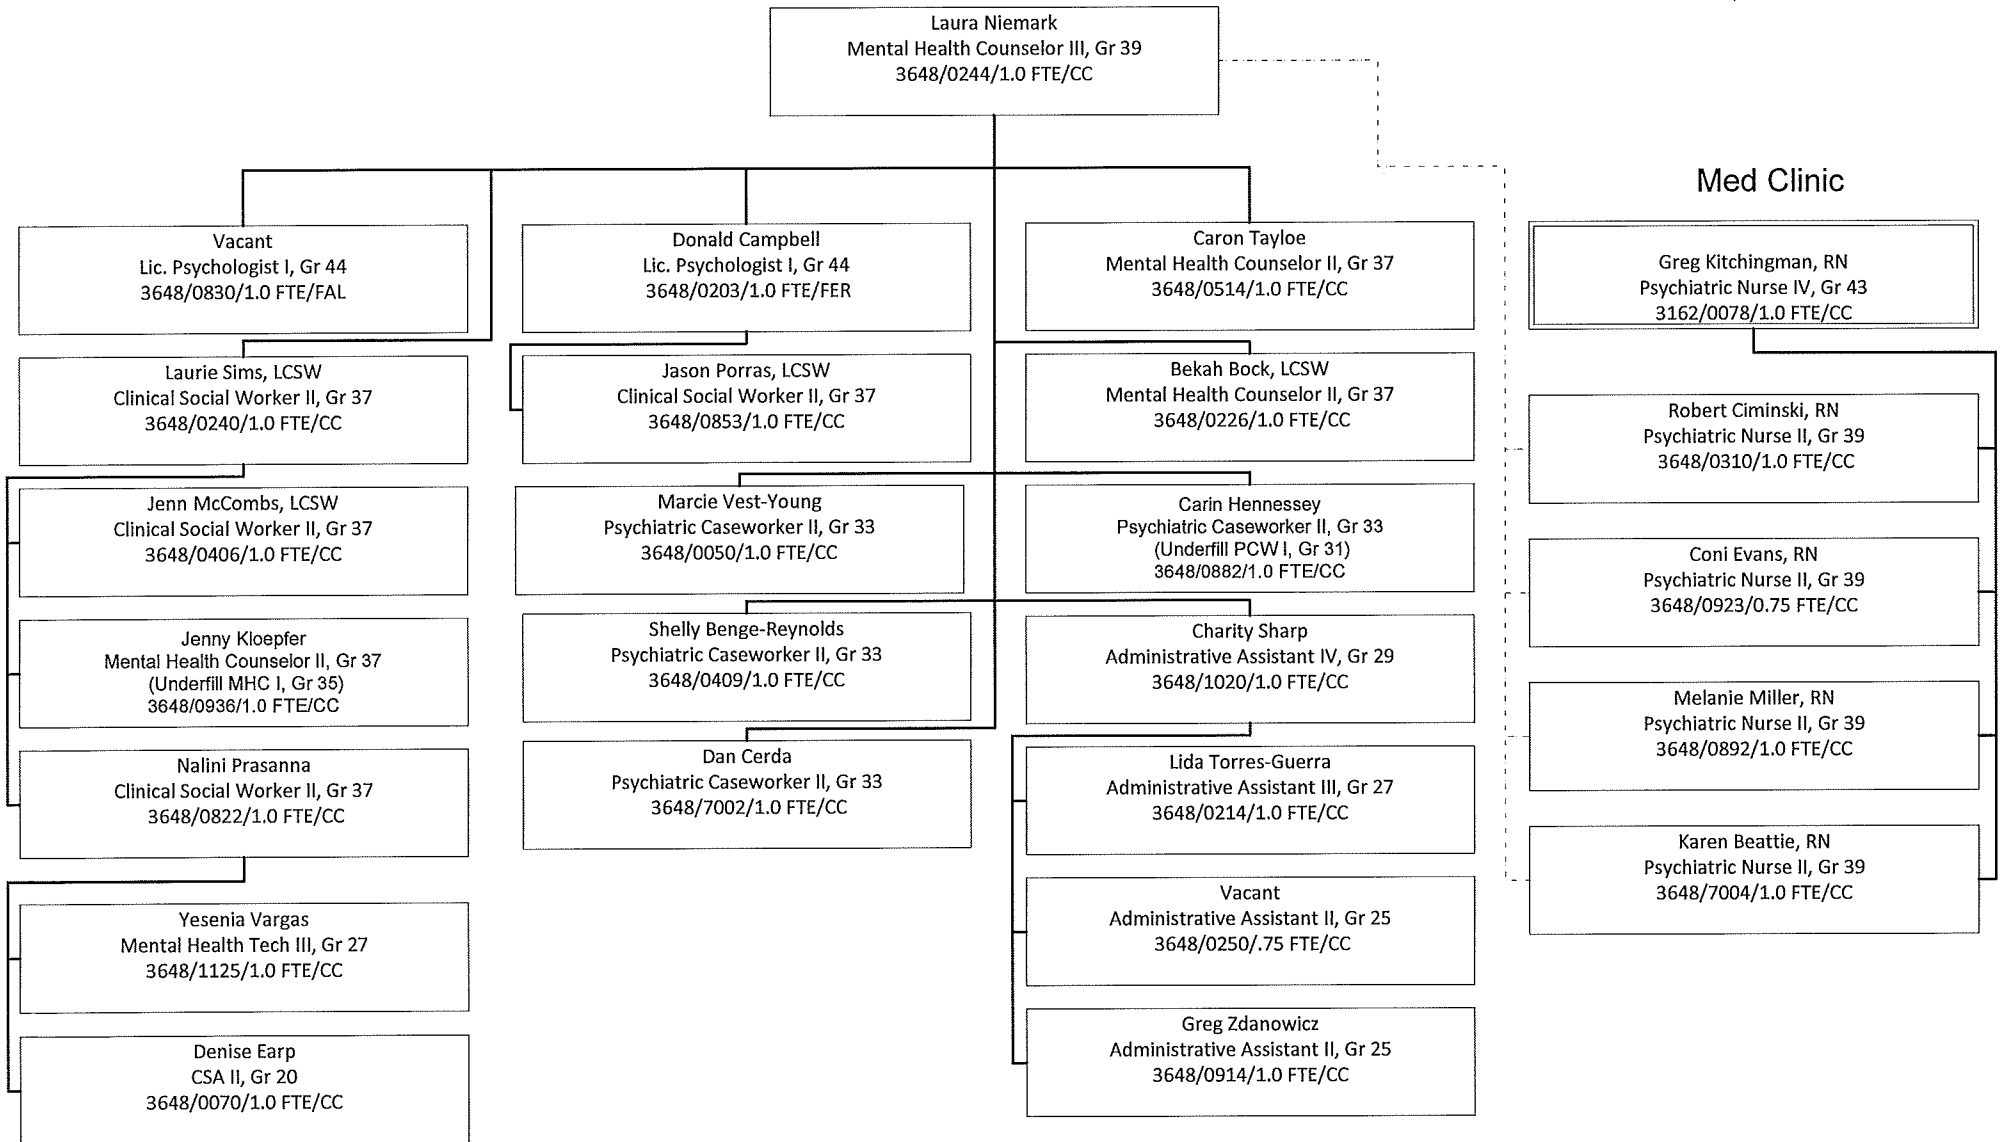 Laura Niemark
Mental Health Counselor III, Gr 39
3648/0244/1.0 FTE/CC
Med Clinic
Vacant
Lic. Psychologist I, Gr 44
3648/0830/1.0 FTE/FAL
Donald Campbell
Lic. Psychologist I, Gr 44
3648/0203/1.0 FTE/FER
Caron Tayloe
Mental Health Counselor II, Gr 37
3648/0514/1.0 FTE/CC
Greg Kitchingman, RN
Psychiatric Nurse IV, Gr 43
3162/0078/1.0 FTE/CC
Laurie Sims, LCSW
Clinical Social Worker II, Gr 37
3648/0240/1.0 FTE/CC
Jason Porras, LCSW
Clinical Social Worker II, Gr 37
3648/0853/1.0 FTE/CC
Bekah Bock, LCSW
Mental Health Counselor II, Gr 37
3648/0226/1.0 FTE/CC
Robert Ciminski, RN
Psychiatric Nurse II, Gr 39
3648/0310/1.0 FTE/CC
Jenn McCombs, LCSW
Clinical Social Worker II, Gr 37
3648/0406/1.0 FTE/CC
Marcie Vest-Young
Psychiatric Caseworker II, Gr 33
3648/0050/1.0 FTE/CC
Carin Hennessey
Psychiatric Caseworker II, Gr 33
(Underfill PCW I, Gr 31)
3648/0882/1.0 FTE/CC
Coni Evans, RN
Psychiatric Nurse II, Gr 39
3648/0923/0.75 FTE/CC
Jenny Kloepfer
Mental Health Counselor II, Gr 37
(Underfill MHC I, Gr 35)
3648/0936/1.0 FTE/CC
Shelly Benge-Reynolds
Psychiatric Caseworker II, Gr 33
3648/0409/1.0 FTE/CC
Charity Sharp
Administrative Assistant IV, Gr 29
3648/1020/1.0 FTE/CC
Melanie Miller, RN
Psychiatric Nurse II, Gr 39
3648/0892/1.0 FTE/CC
Nalini Prasanna
Clinical Social Worker II, Gr 37
3648/0822/1.0 FTE/CC
Dan Cerda
Psychiatric Caseworker II, Gr 33
3648/7002/1.0 FTE/CC
Lida Torres-Guerra
Administrative Assistant III, Gr 27
3648/0214/1.0 FTE/CC
Karen Beattie, RN
Psychiatric Nurse II, Gr 39
3648/7004/1.0 FTE/CC
Yesenia Vargas
Mental Health Tech III, Gr 27
3648/1125/1.0 FTE/CC
Vacant
Administrative Assistant II, Gr 25
3648/0250/.75 FTE/CC
Denise Earp
CSA II, Gr 20
3648/0070/1.0 FTE/CC
Greg Zdanowicz
Administrative Assistant II, Gr 25
3648/0914/1.0 FTE/CC